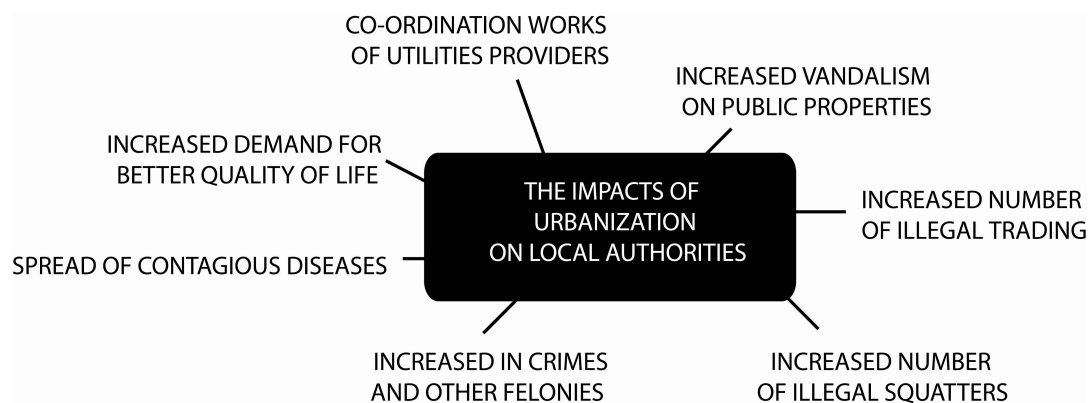 CO-ORDINATION WORKS
OF UTILITIES PROVIDERS
INCREASED VANDALISM
ON PUBLIC PROPERTIES
INCREASED DEMAND FOR
BETTER QUALITY OF LIFE
THE IMPACTS OF
URBANIZATION
ON LOCAL AUTHORITIES
INCREASED NUMBER
OF ILLEGAL TRADING
SPREAD OF CONTAGIOUS DISEASES
INCREASED IN CRIMES
AND OTHER FELONIES
INCREASED NUMBER
OF ILLEGAL SQUATTERS